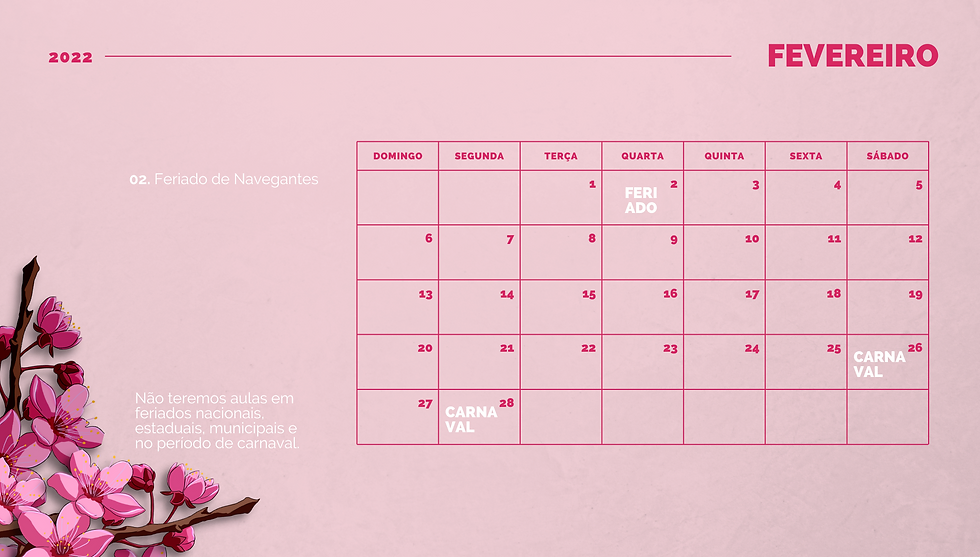 2022
FEVEREIRO
02. Feriado de Navegantes
DOMINGO SEGUNDA TERÇA QUARTA QUINTA SEXTA SÁBADO
1 2 3 4 5
FERI
ADO
6 7 8 9 10 11 12
13 14 15 16 17 18 19
20 21 22 23 24 25 26
CARNA
VAL
27 28
CARNA
VAL
Não teremos aulas em
feriados nacionais,
estaduais, municipais e
no período de carnaval.